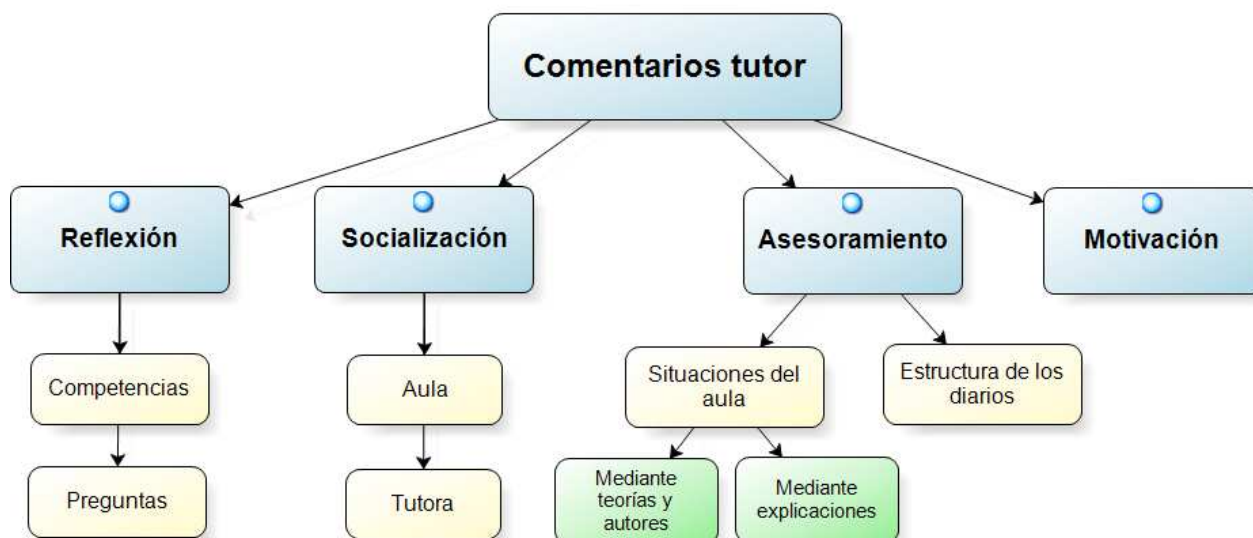 Comentarios tutor
Reflexión
Socialización
Asesoramiento
Motivación
Competencias
Aula
Situaciones del
aula
Estructura de los
diarios
Preguntas
Tutora
Mediante
teorías y
autores
Mediante
explicaciones